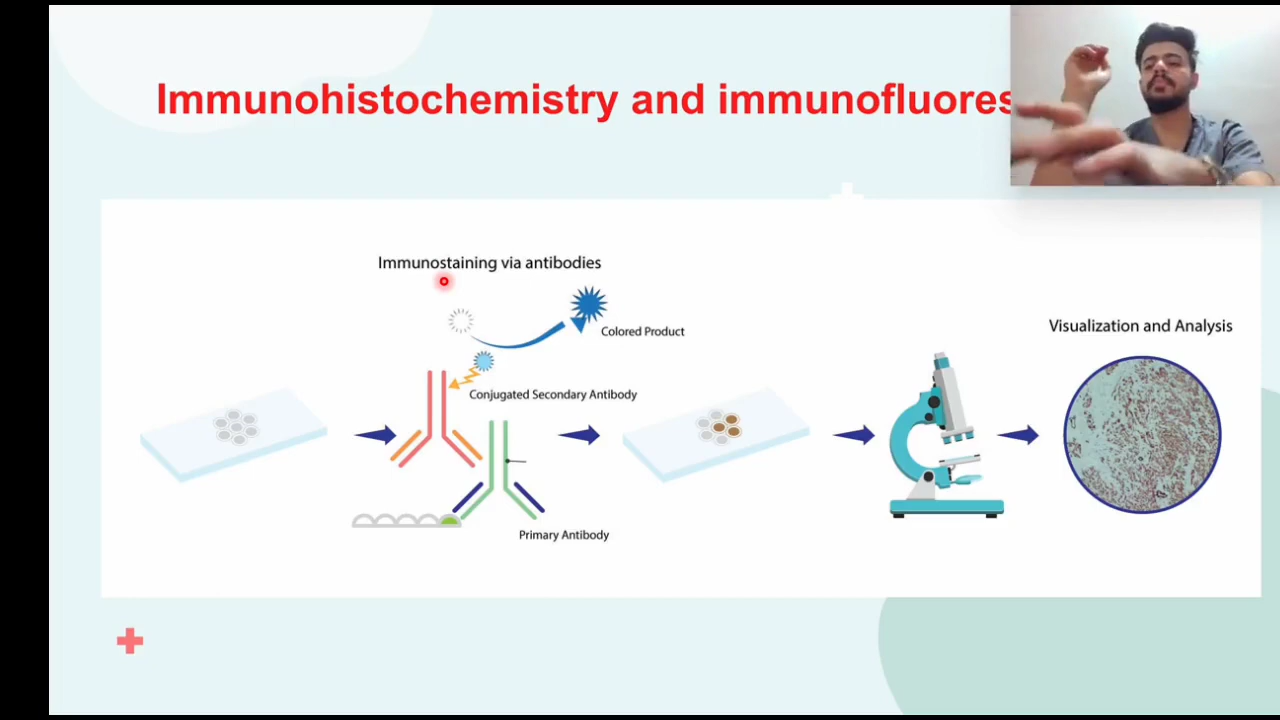 Immunohistochemistry and immunofluores
Immunostaining via antibodies
Colored Product
Visualization and Analysis
Conjugated Secondary Antibody
Primary Antibody